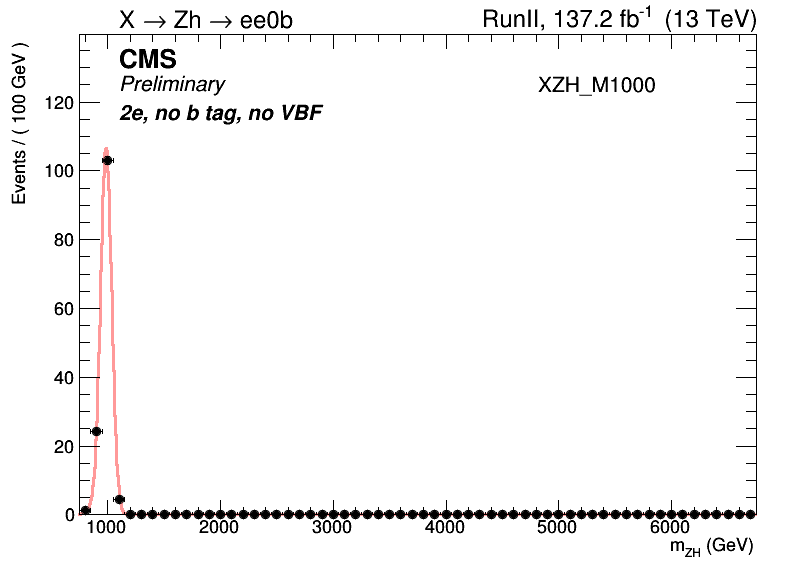 X → Zh → ee0b
RunII, 137.2 fb-1 (13 TeV)
CMS
Preliminary
XZH_M1000
2e, no b tag, no VBF
Events / ( 100 GeV )
120
100
80
60
40
20
0
1000 2000 3000 4000 5000 6000
mZH (GeV)